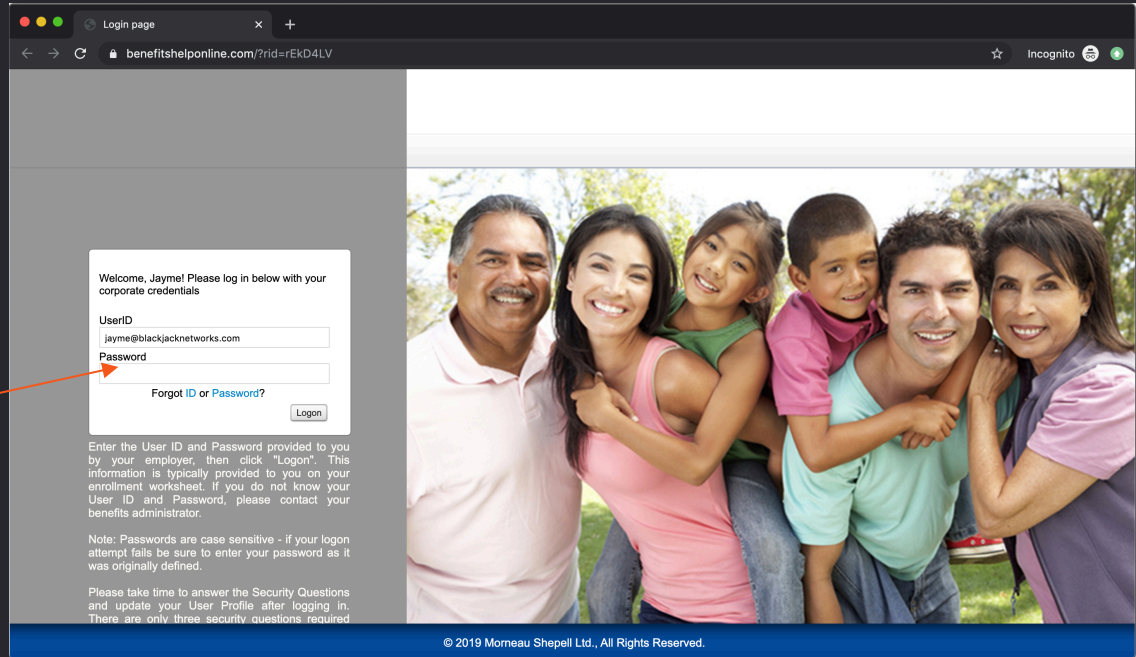 Login page
benefitshelponline.com/?rid=rEkD4LV
Incognito
Welcome, Jayme! Please log in below with your
corporate credentials
UserID
jayme@blackjacknetworks.com
Password
Forgot ID or Password?
Logon
Enter the User ID and Password provided to you
by your employer, then click "Logon". This
information is typically provided to you on your
enrollment worksheet. If you do not know your
User ID and Password, please contact your
benefits administrator.
Note: Passwords are case sensitive - if your logon
attempt fails be sure to enter your password as it
was originally defined.
Please take time to answer the Security Questions
and update your User Profile after logging in.
There are only three security questions required
© 2019 Morneau Shepell Ltd., All Rights Reserved.